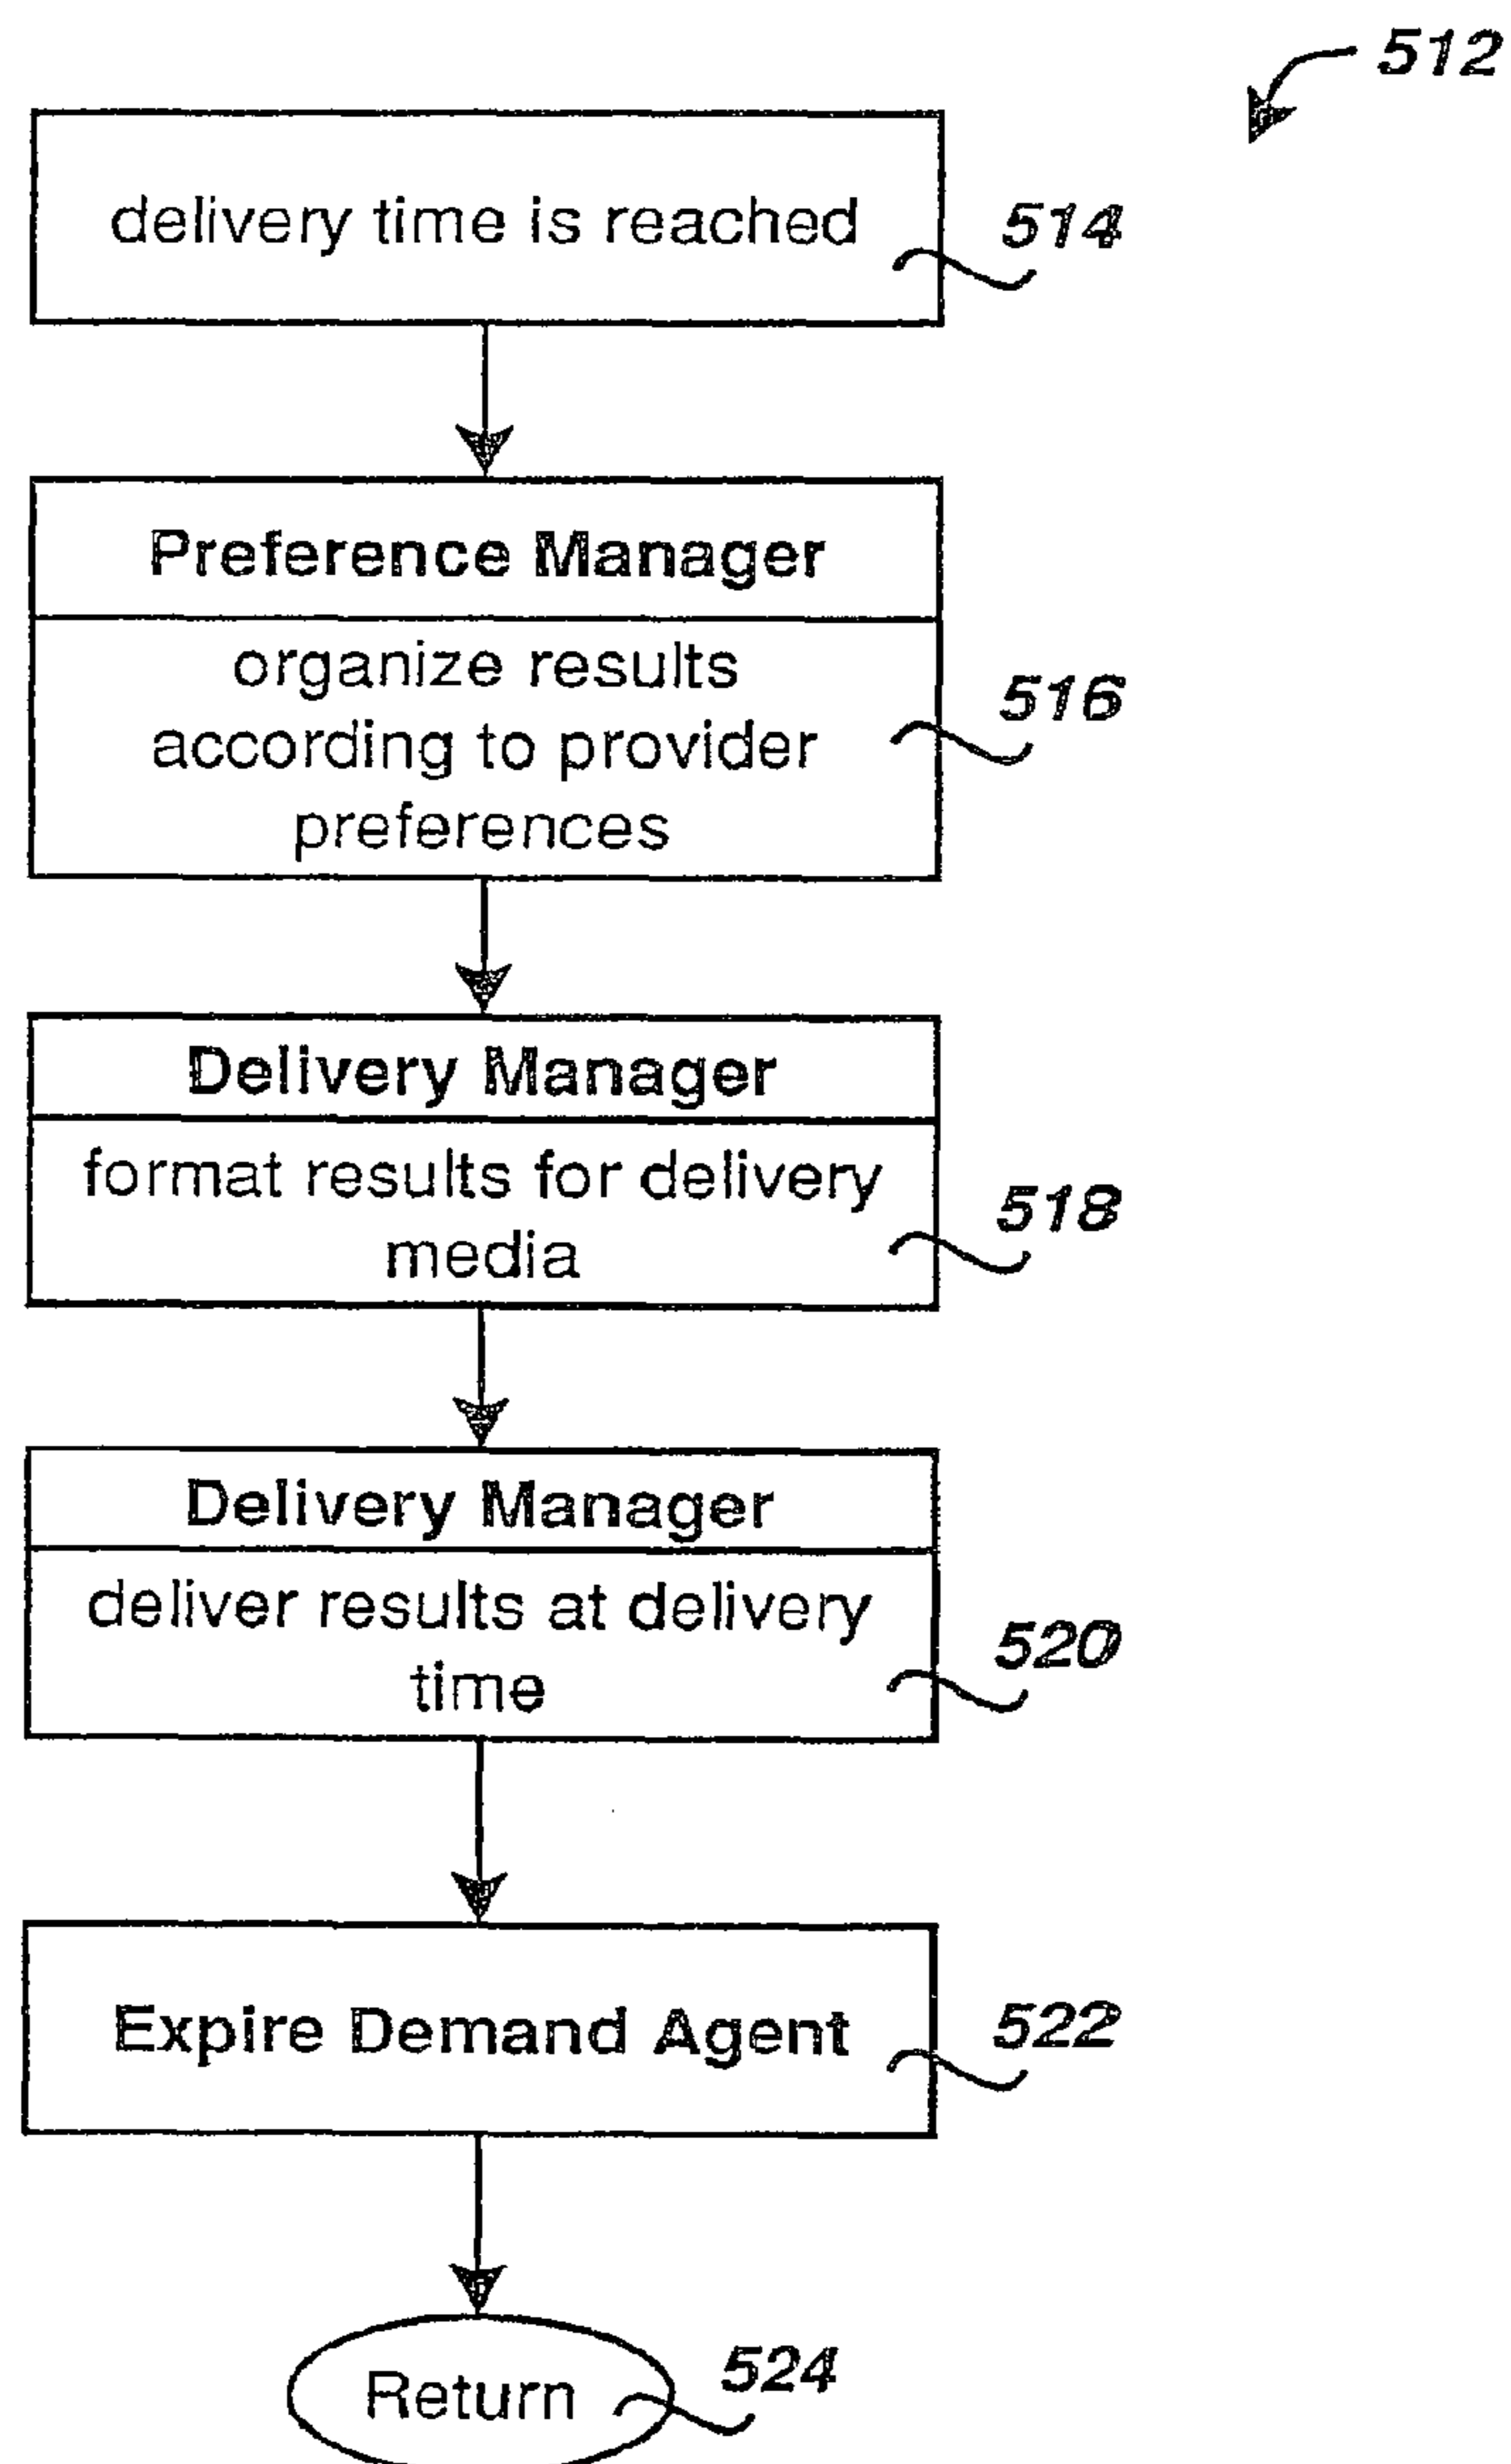 512
delivery time is reached
514
Preference Manager
organize results
according to provider
preferences
516
Delivery Manager
format results for delivery
media
518
Delivery Manager
deliver results at delivery
time
520
Expire Demand Agent
522
Return
524